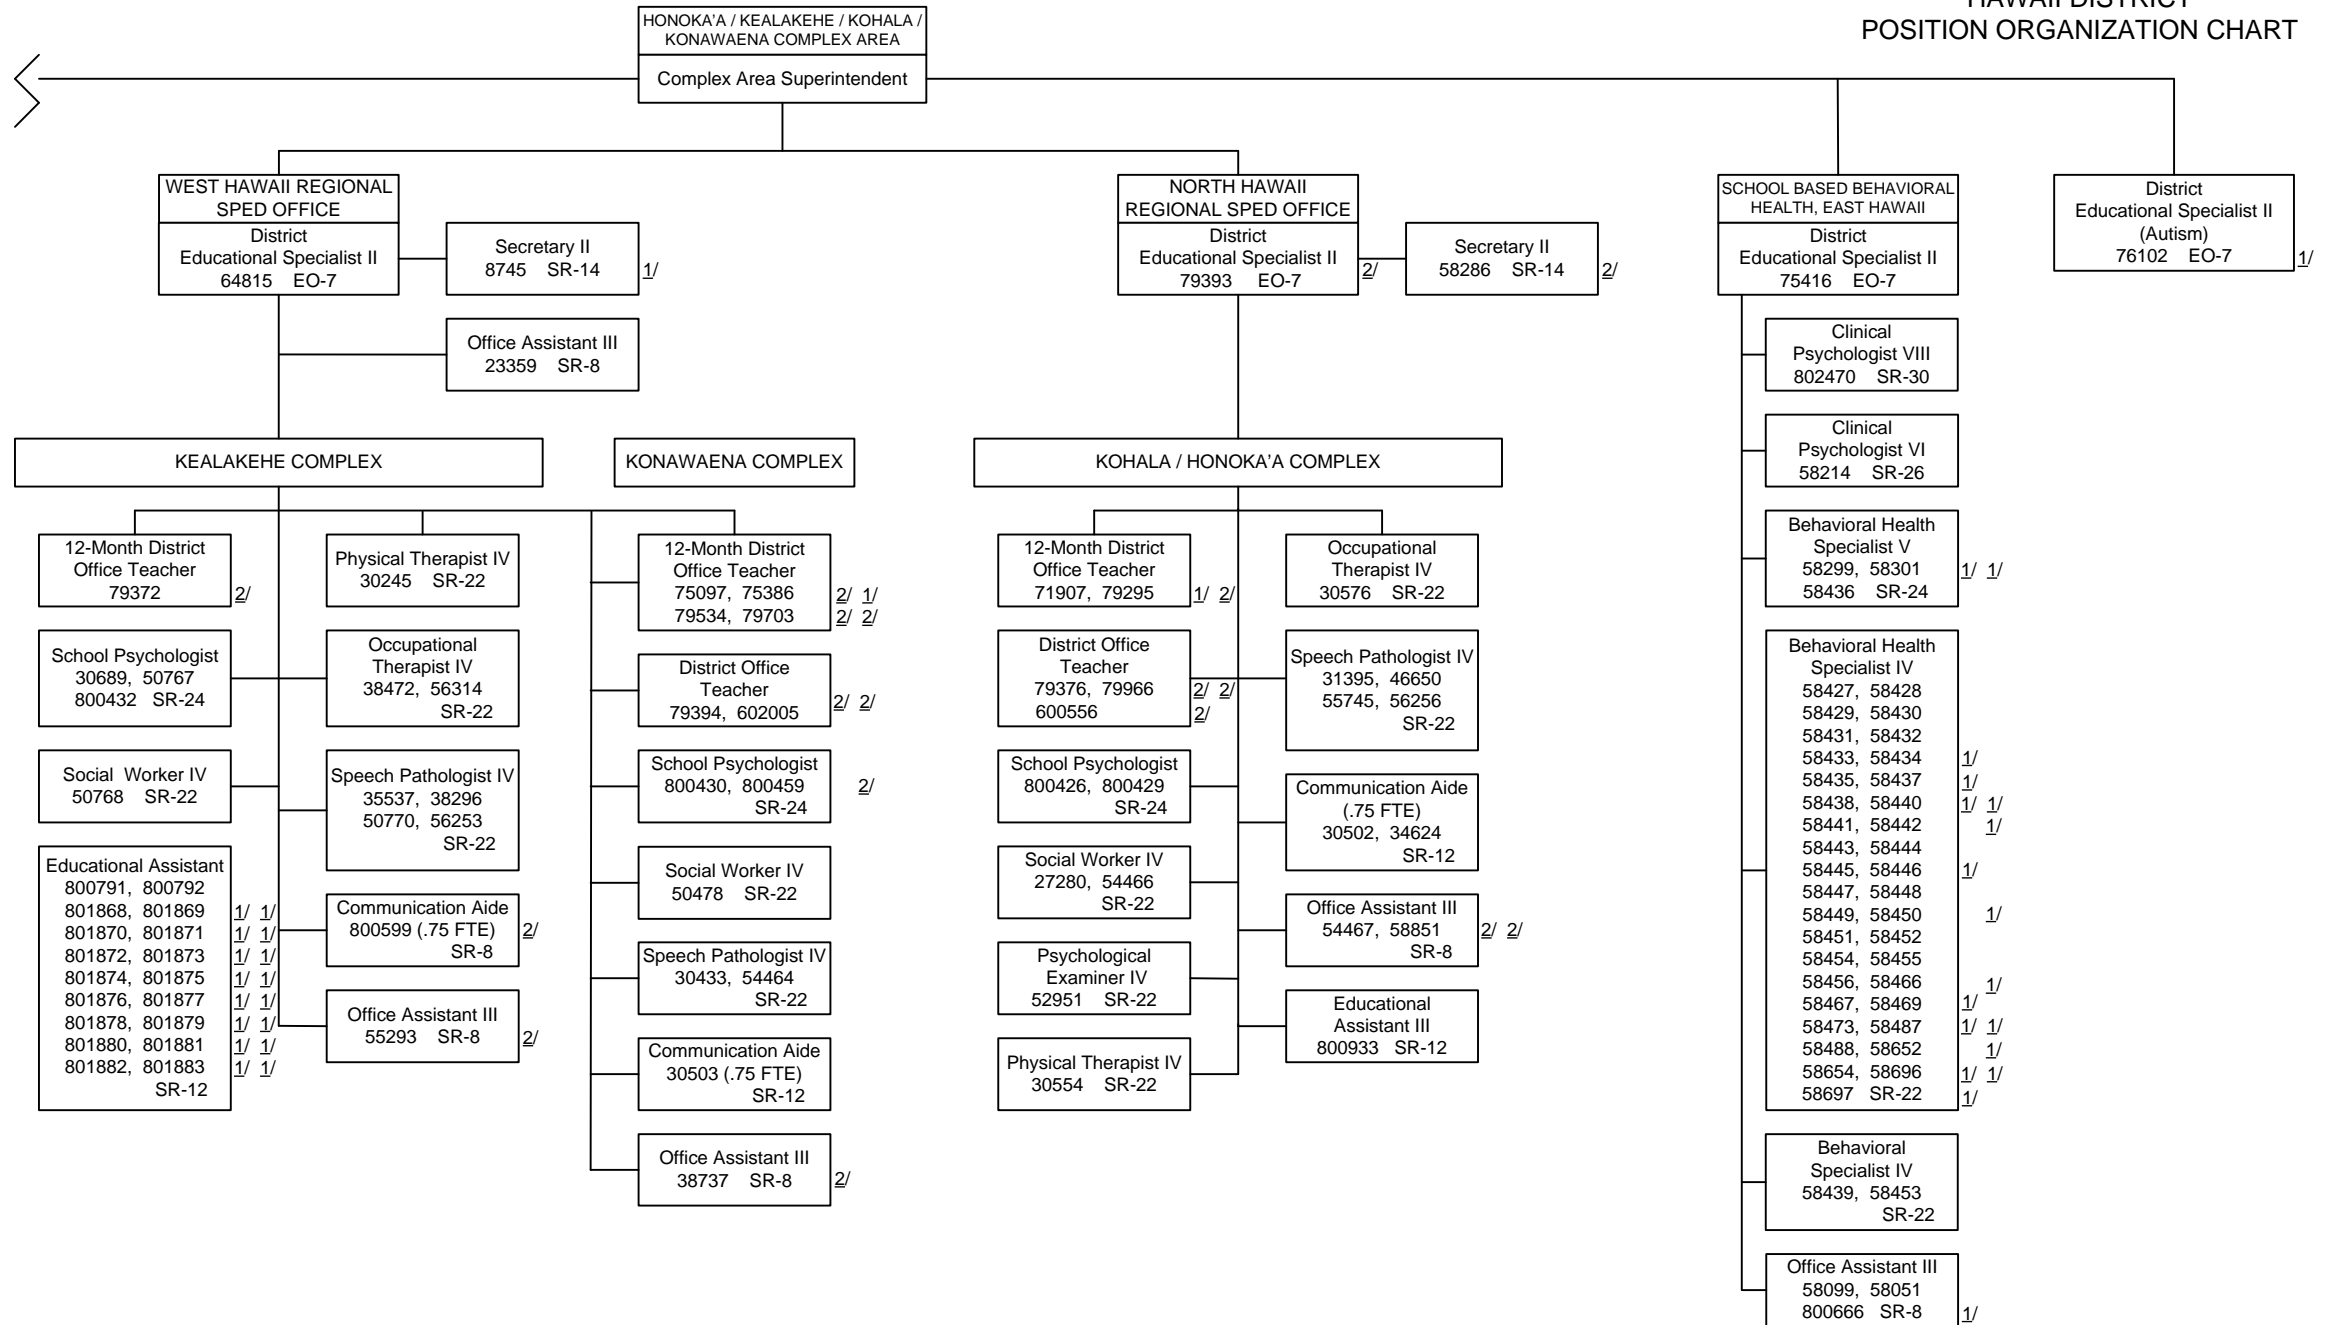 HAWAII DISTRICT
POSITION ORGANIZATION CHART
HONOKA'A / KEALAKEHE / KOHALA /
KONAWAENA COMPLEX AREA
Complex Area Superintendent
WEST HAWAII REGIONAL
SPED OFFICE
District
Educational Specialist II
64815 EO-7
Secretary II
8745 SR-14 1/
Office Assistant III
23359 SR-8
NORTH HAWAII
REGIONAL SPED OFFICE
District
Educational Specialist II
79393 EO-7 2/
Secretary II
58286 SR-14 2/
SCHOOL BASED BEHAVIORAL
HEALTH, EAST HAWAII
District
Educational Specialist II
75416 EO-7
District
Educational Specialist II
(Autism)
76102 EO-7 1/
KEALAKEHE COMPLEX
12-Month District
Office Teacher
79372 2/
School Psychologist
30689, 50767
800432 SR-24
Social Worker IV
50768 SR-22
Educational Assistant
800791, 800792
801868, 801869 1/ 1/
801870, 801871 1/ 1/
801872, 801873 1/ 1/
801874, 801875 1/ 1/
801876, 801877 1/ 1/
801878, 801879 1/ 1/
801880, 801881 1/ 1/
801882, 801883 1/ 1/
SR-12
Physical Therapist IV
30245 SR-22
Occupational
Therapist IV
38472, 56314
SR-22
Speech Pathologist IV
35537, 38296
50770, 56253
SR-22
Communication Aide
800599 (.75 FTE) 2/
SR-8
Office Assistant III
55293 SR-8 2/
KONAWAENA COMPLEX
12-Month District
Office Teacher
75097, 75386 2/ 1/
79534, 79703 2/ 2/
District Office
Teacher
79394, 602005 2/ 2/
School Psychologist
800430, 800459 2/
SR-24
Social Worker IV
50478 SR-22
Speech Pathologist IV
30433, 54464
SR-22
Communication Aide
30503 (.75 FTE)
SR-12
Office Assistant III
38737 SR-8 2/
KOHALA / HONOKA'A COMPLEX
12-Month District
Office Teacher
71907, 79295 1/ 2/
District Office
Teacher
79376, 79966 2/ 2/
600556 2/
School Psychologist
800426, 800429
SR-24
Social Worker IV
27280, 54466
SR-22
Psychological
Examiner IV
52951 SR-22
Physical Therapist IV
30554 SR-22
Occupational
Therapist IV
30576 SR-22
Speech Pathologist IV
31395, 46650
55745, 56256
SR-22
Communication Aide
(.75 FTE)
30502, 34624
SR-12
Office Assistant III
54467, 58851 2/ 2/
SR-8
Educational
Assistant III
800933 SR-12
Clinical
Psychologist VIII
802470 SR-30
Clinical
Psychologist VI
58214 SR-26
Behavioral Health
Specialist V
58299, 58301 1/ 1/
58436 SR-24
Behavioral Health
Specialist IV
58427, 58428
58429, 58430
58431, 58432
58433, 58434 1/
58435, 58437 1/
58438, 58440 1/ 1/
58441, 58442 1/
58443, 58444
58445, 58446 1/
58447, 58448
58449, 58450 1/
58451, 58452
58454, 58455
58456, 58466 1/
58467, 58469 1/
58473, 58487 1/ 1/
58488, 58652 1/
58654, 58696 1/ 1/
58697 SR-22 1/
Behavioral
Specialist IV
58439, 58453
SR-22
Office Assistant III
58099, 58051
800666 SR-8 1/